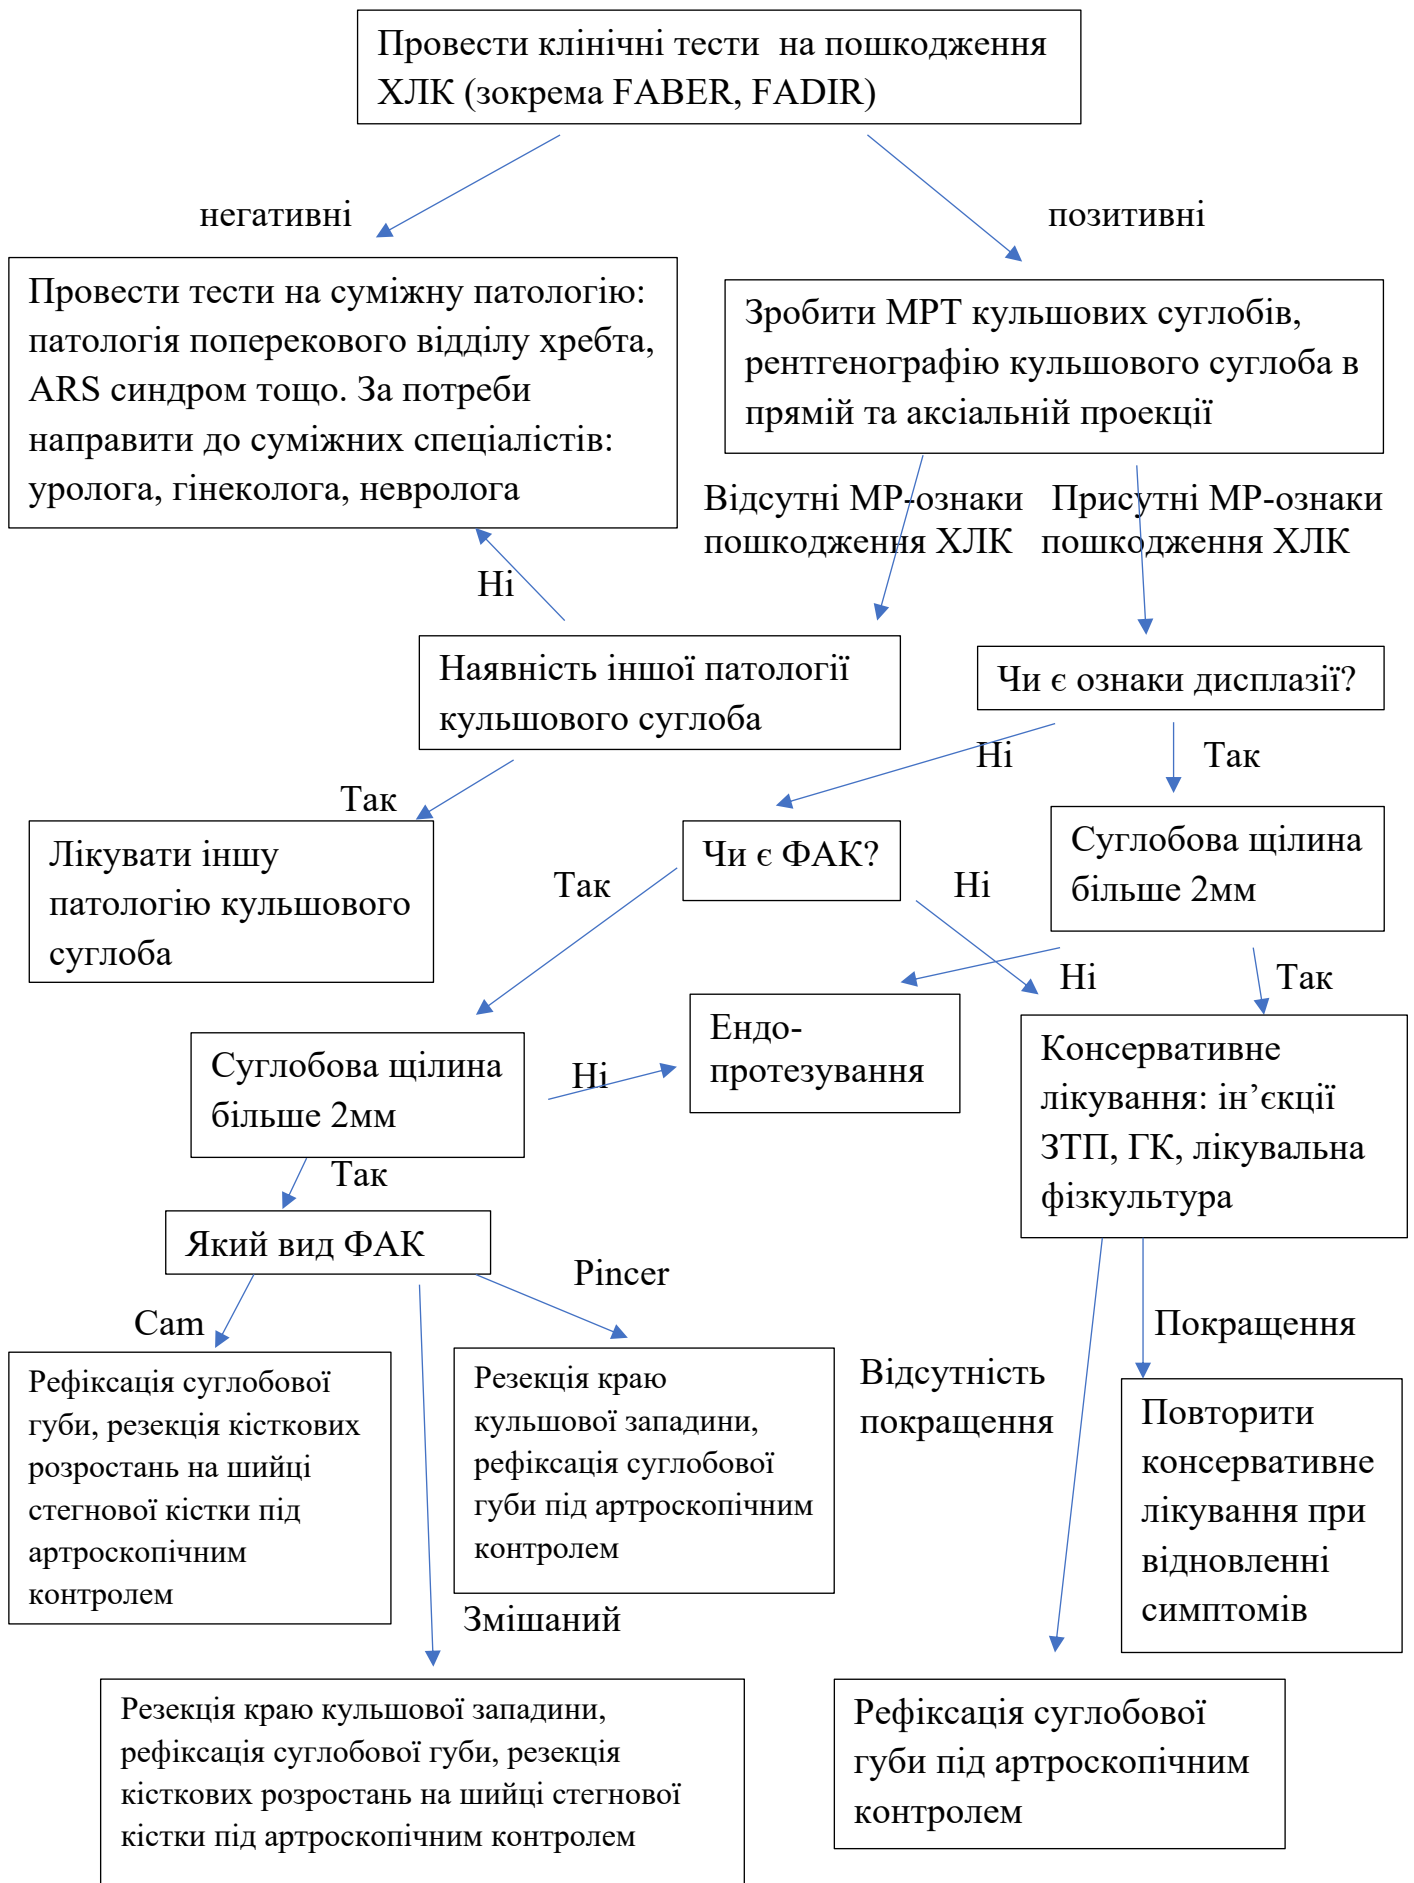 Провести клінічні тести на пошкодження
ХЛК (зокрема FABER, FADIR)
негативні
позитивні
Провести тести на суміжну патологію:
патологія поперекового відділу хребта,
ARS синдром тощо. За потреби
направити до суміжних спеціалістів:
уролога, гінеколога, невролога
Зробити МРТ кульшових суглобів,
рентгенографію кульшового суглоба в
прямій та аксіальній проекції
Відсутні МР-ознаки
пошкодження ХЛК
Присутні МР-ознаки
пошкодження ХЛК
Ні
Наявність іншої патології
кульшового суглоба
Чи є ознаки дисплазії?
Ні
Так
Так
Лікувати іншу
патологію кульшового
суглоба
Чи є ФАК?
Суглобова щілина
більше 2мм
Так
Ні
Ні
Так
Суглобова щілина
більше 2мм
Ні
Ендо-
протезування
Консервативне
лікування: ін’єкції
ЗТП, ГК, лікувальна
фізкультура
Так
Який вид ФАК
Pincer
Cam
Покращення
Відсутність
покращення
Рефіксація суглобової
губи, резекція кісткових
розростань на шийці
стегнової кістки під
артроскопічним
контролем
Резекція краю
кульшової западини,
рефіксація суглобової
губи під артроскопічним
контролем
Повторити
консервативне
лікування при
відновленні
симптомів
Змішаний
Резекція краю кульшової западини,
рефіксація суглобової губи, резекція
кісткових розростань на шийці стегнової
кістки під артроскопічним контролем
Рефіксація суглобової
губи під артроскопічним
контролем